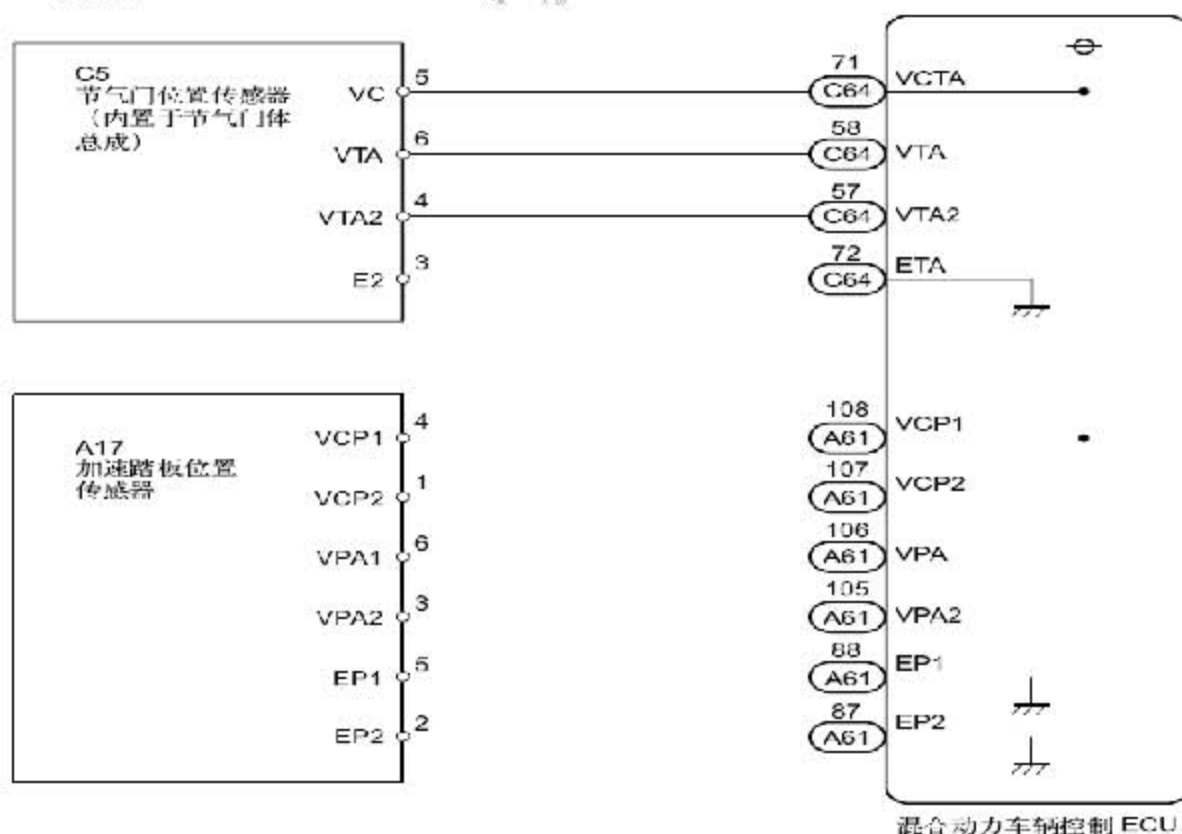 C5
节气门位置传感器
（内置于节气门体
总成）
VC 5 71 C64 VCTA
VTA 6 58 C64 VTA
VTA2 4 57 C64 VTA2
E2 3 72 C64 ETA
A17
加速踏板位置
传感器
VCP1 4 108 A61 VCP1
VCP2 1 107 A61 VCP2
VPA1 6 106 A61 VPA
VPA2 3 105 A61 VPA2
EP1 5 88 A61 EP1
EP2 2 87 A61 EP2
混合动力车辆控制 ECU